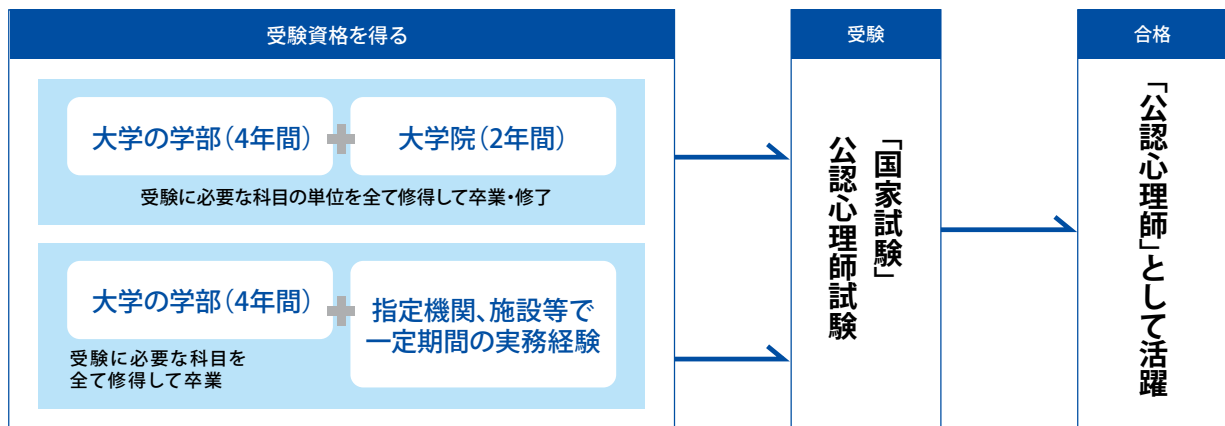 受験資格を得る
大学の学部（4年間）
大学院（2年間）
受験に必要な科目の単位を全て修得して卒業・修了
大学の学部（4年間）
受験に必要な科目を
全て修得して卒業
指定機関、施設等で
一定期間の実務経験
受験
「国家試験」
公認心理師試験
合格
「公認心理師」として活躍